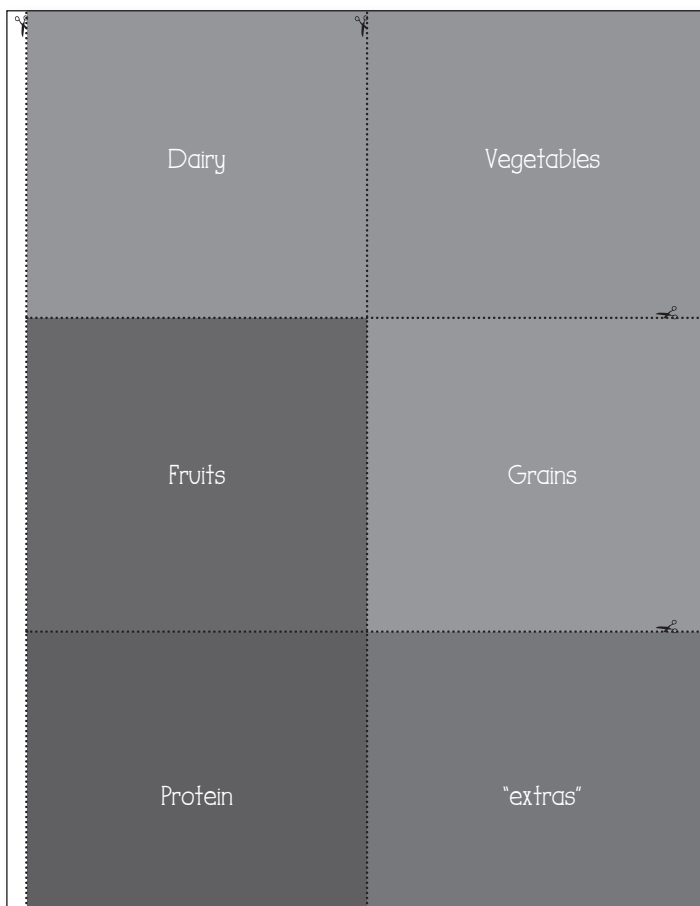 Dairy
Vegetables
Fruits
Grains
Protein
"extras"